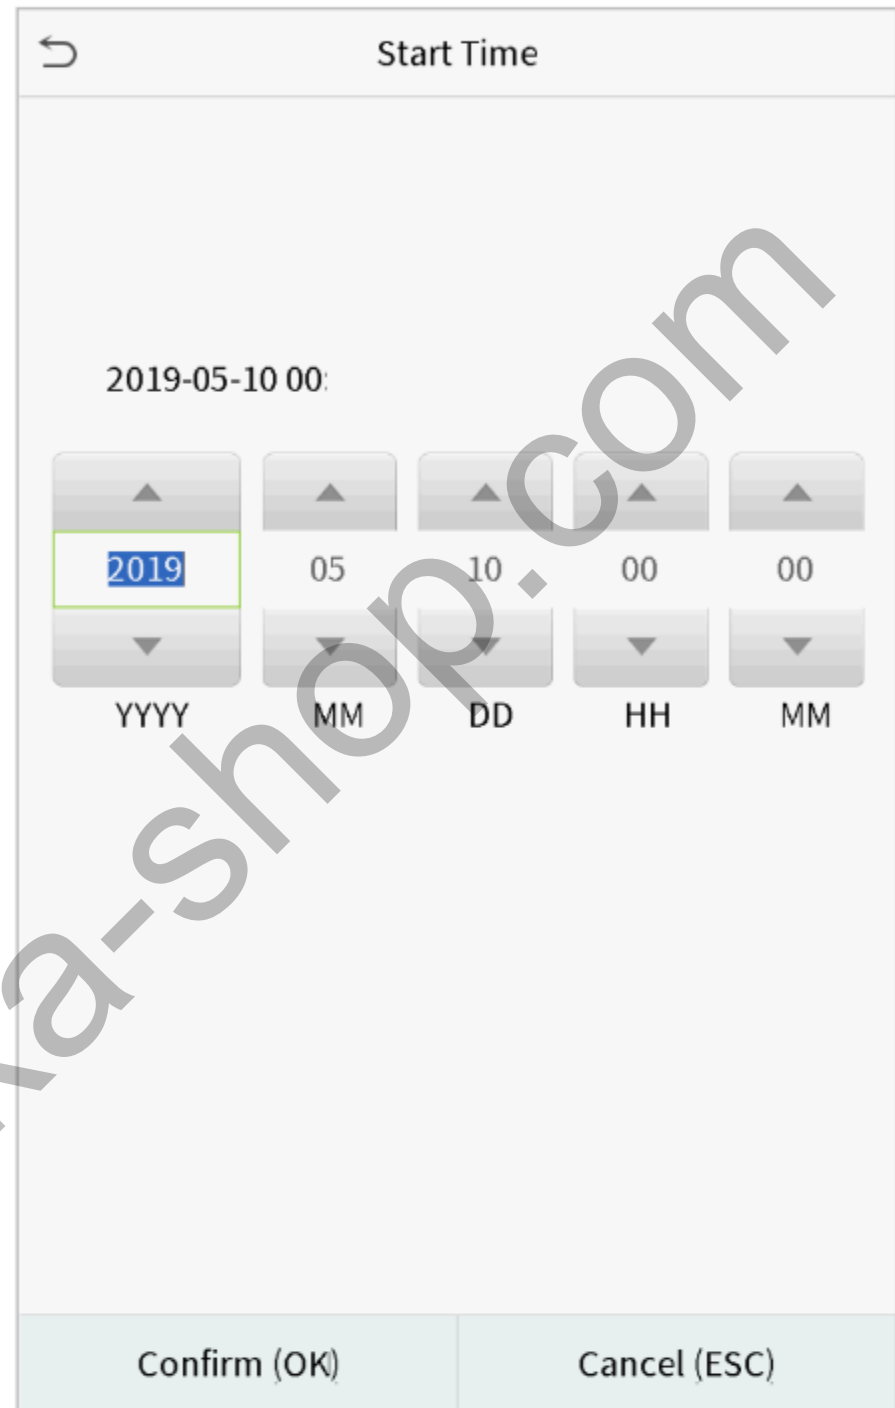 Start Time
2019-05-10 00:
2019 05 10 00 00
YYYY MM DD HH MM
Confirm (OK) Cancel (ESC)
a-shop.com